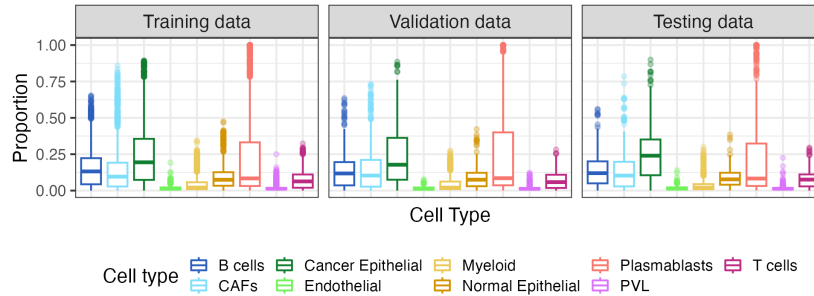 Training data
Validation data
Testing data
1.00
0.75
0.50
0.25
0.00
Proportion
Cell Type
Cell type
B cells
Cancer Epithelial
Myeloid
Plasmablasts
T cells
CAFs
Endothelial
Normal Epithelial
PVL